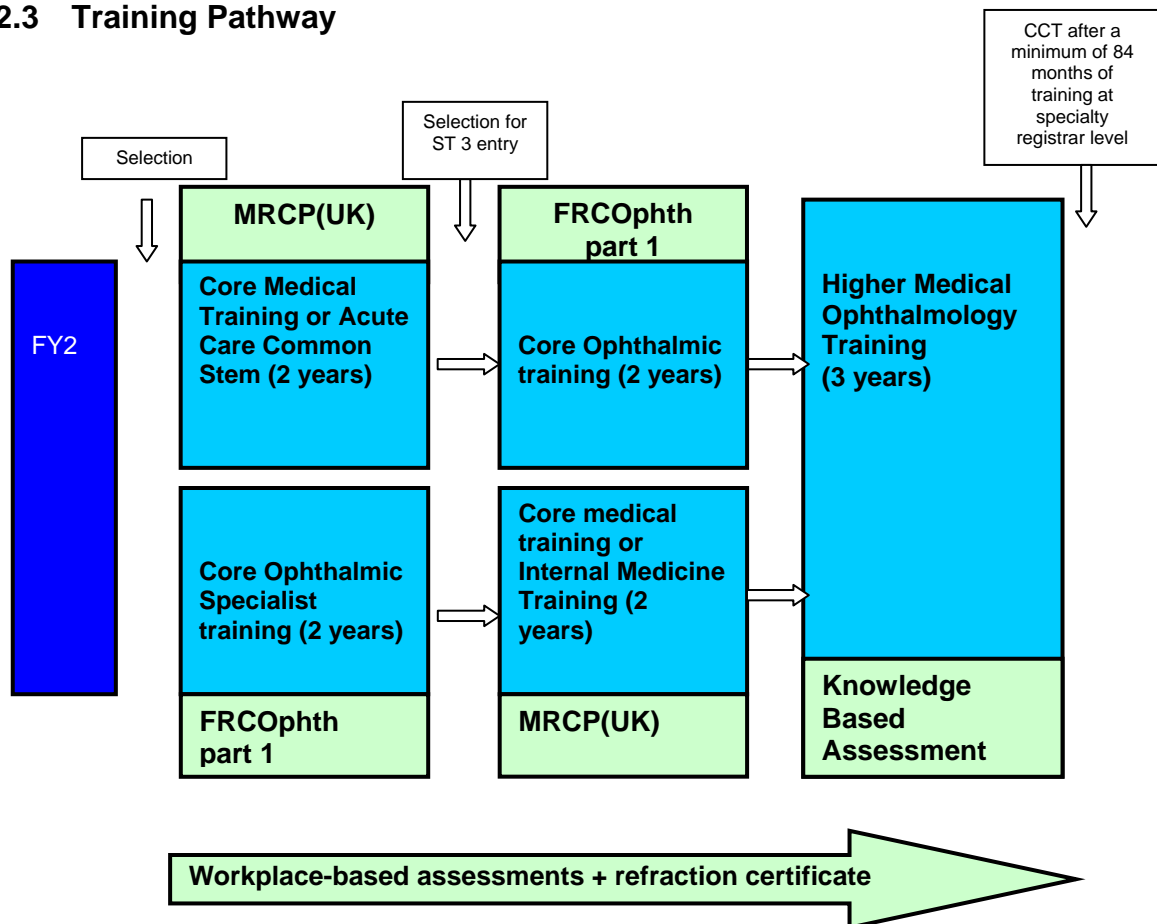 2.3 Training Pathway
CCT after a
minimum of 84
months of
training at
specialty
registrar level
Selection for
ST 3 entry
Selection
MRCP(UK)
FRCOphth
part 1
FY2
Core Medical
Training or Acute
Care Common
Stem (2 years)
Core Ophthalmic
training (2 years)
Higher Medical
Ophthalmology
Training
(3 years)
Core Ophthalmic
Specialist
training (2 years)
Core medical
training or
Internal Medicine
Training (2
years)
FRCOphth
part 1
MRCP(UK)
Knowledge
Based
Assessment
Workplace-based assessments + refraction certificate